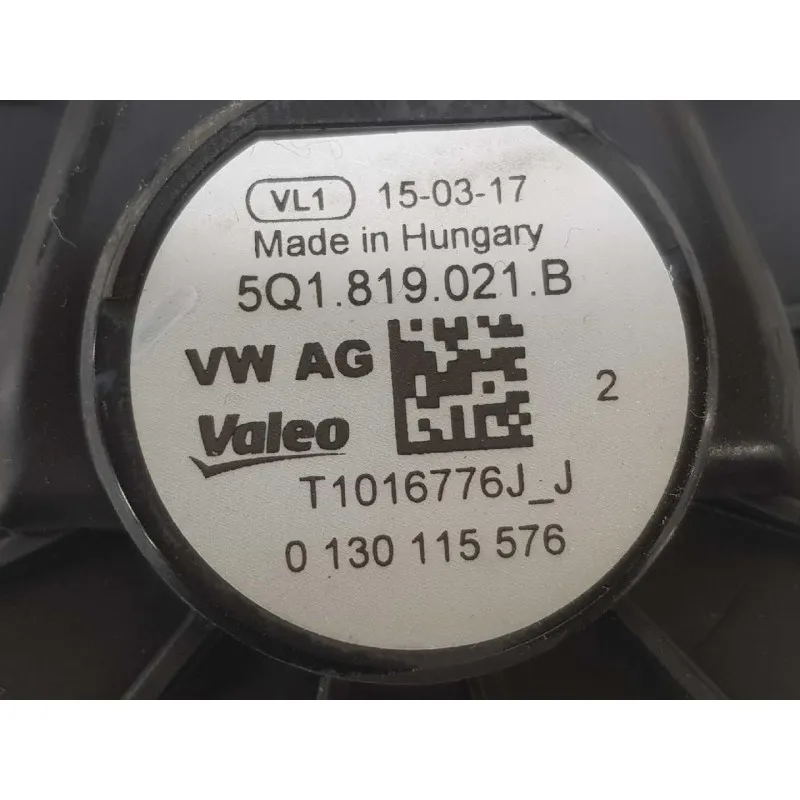 VL1 15-03-17
Made in Hungary
5Q1.819.021.B
VW AG
2
Valeo
T1016776J_J
0 130 115 576